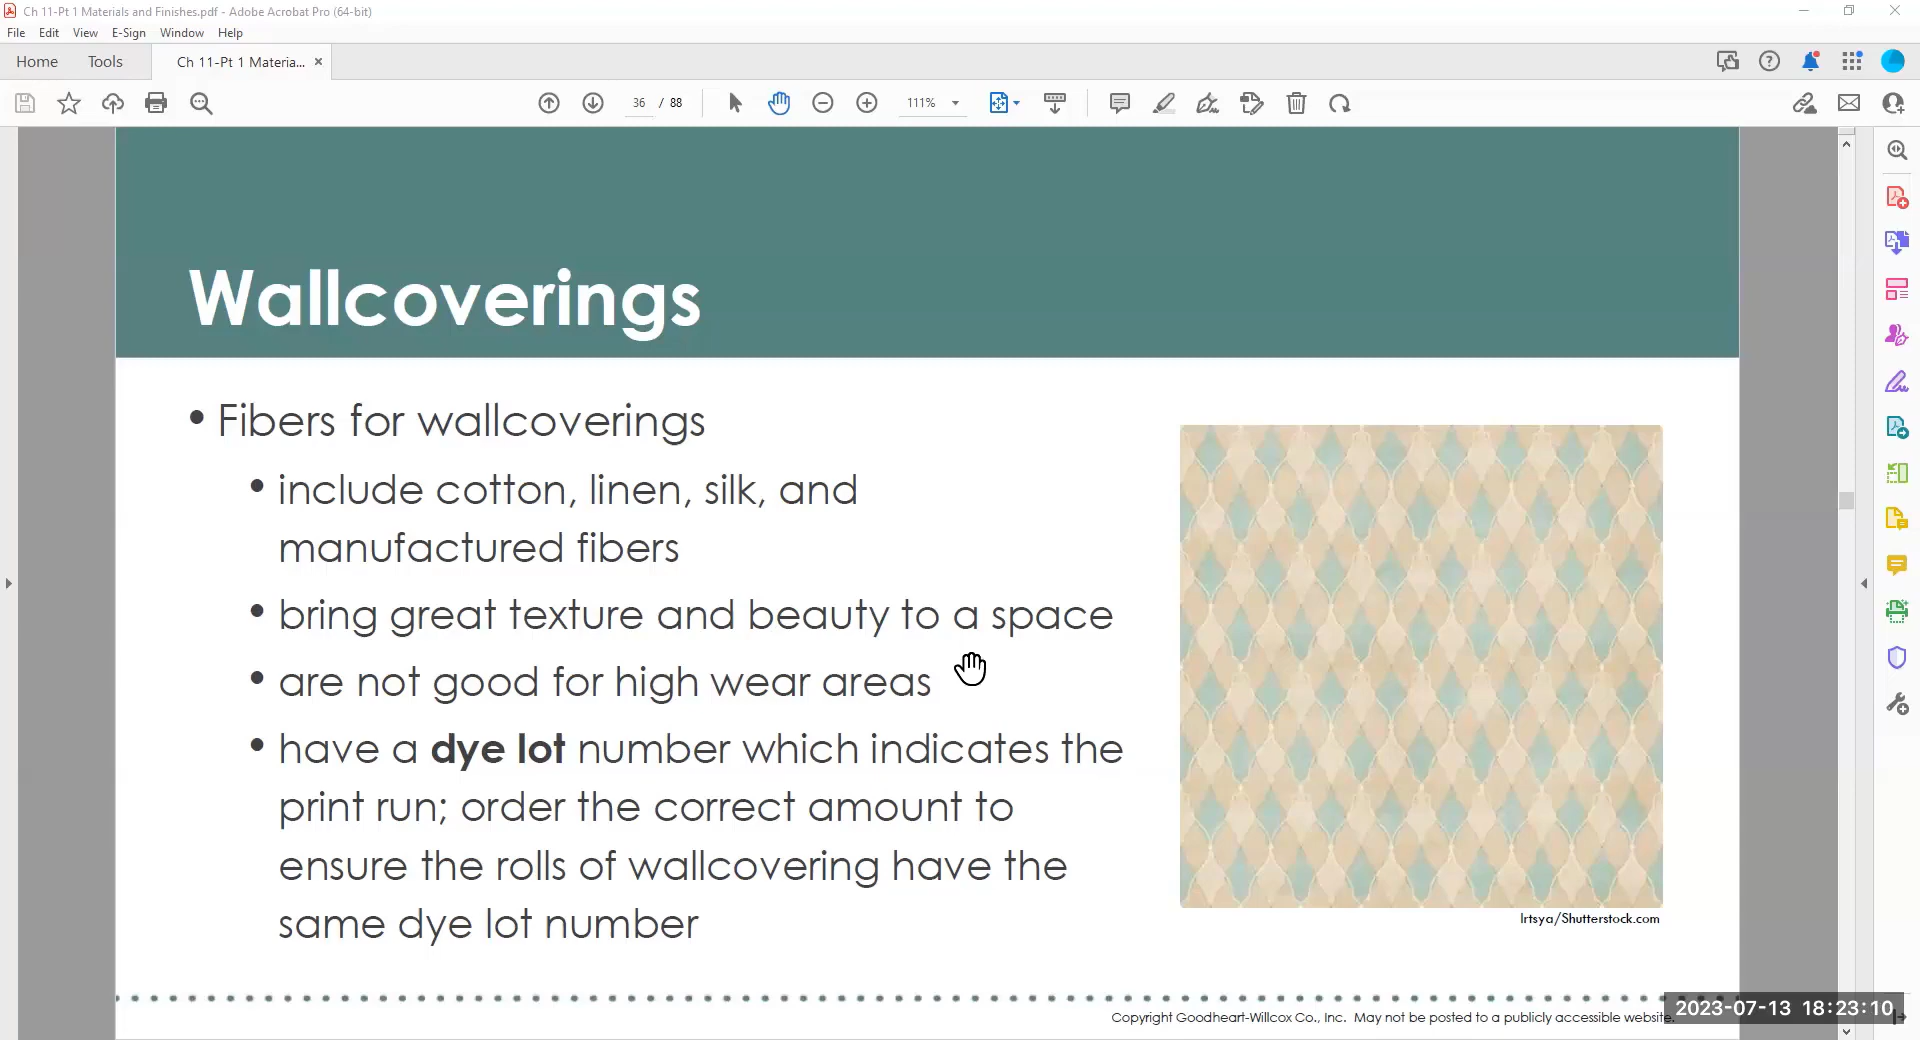 Ch 11-Pt 1 Materials and Finishes.pdf - Adobe Acrobat Pro (64-bit)
File Edit View E-Sign Window Help
Home Tools Ch 11-Pt 1 Materia... ×
36 / 88 111%
Wallcoverings
• Fibers for wallcoverings
• include cotton, linen, silk, and
manufactured fibers
• bring great texture and beauty to a space
• are not good for high wear areas
• have a dye lot number which indicates the
print run; order the correct amount to
ensure the rolls of wallcovering have the
same dye lot number
Irtsya/Shutterstock.com
Copyright Goodheart-Willcox Co., Inc. May not be posted to a publicly accessible website.
2023-07-13 18:23:10